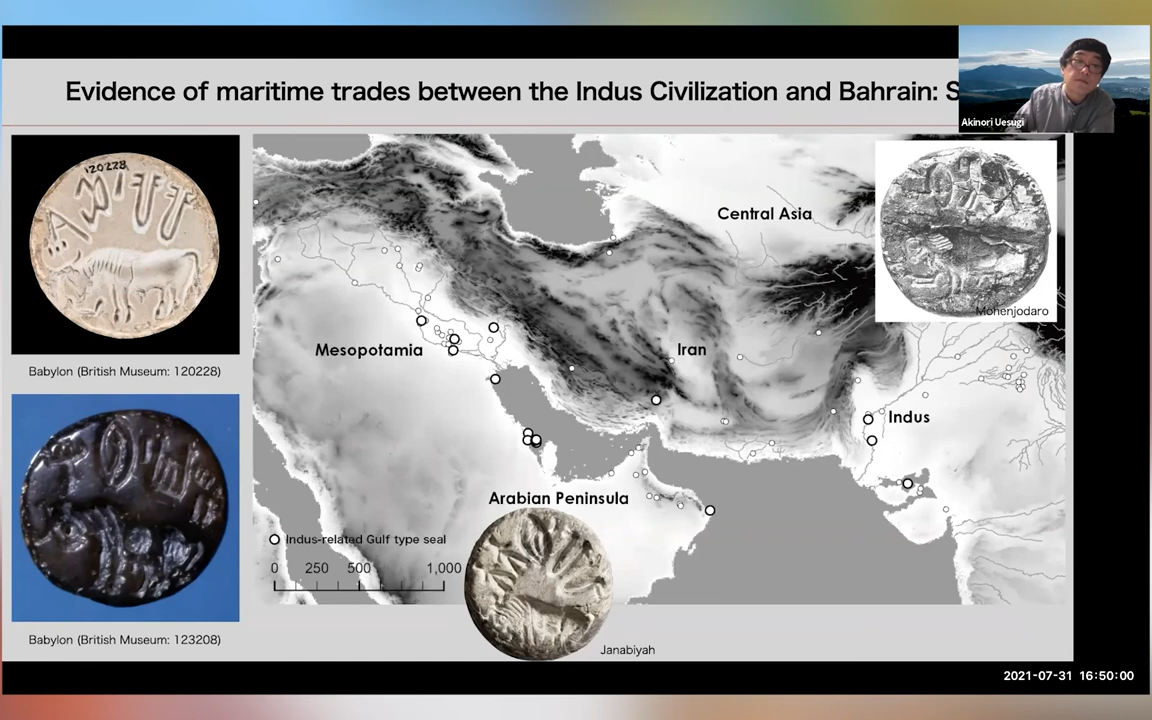 Evidence of maritime trades between the Indus Civilization and Bahrain: S
Akinori Uesugi
120228
Central Asia
Mohenjodaro
Mesopotamia
Iran
Babylon (British Museum: 120228)
Indus
Arabian Peninsula
Indus-related Gulf type seal
0 250 500 1,000
Babylon (British Museum: 123208)
Janabiyah
2021-07-31 16:50:00